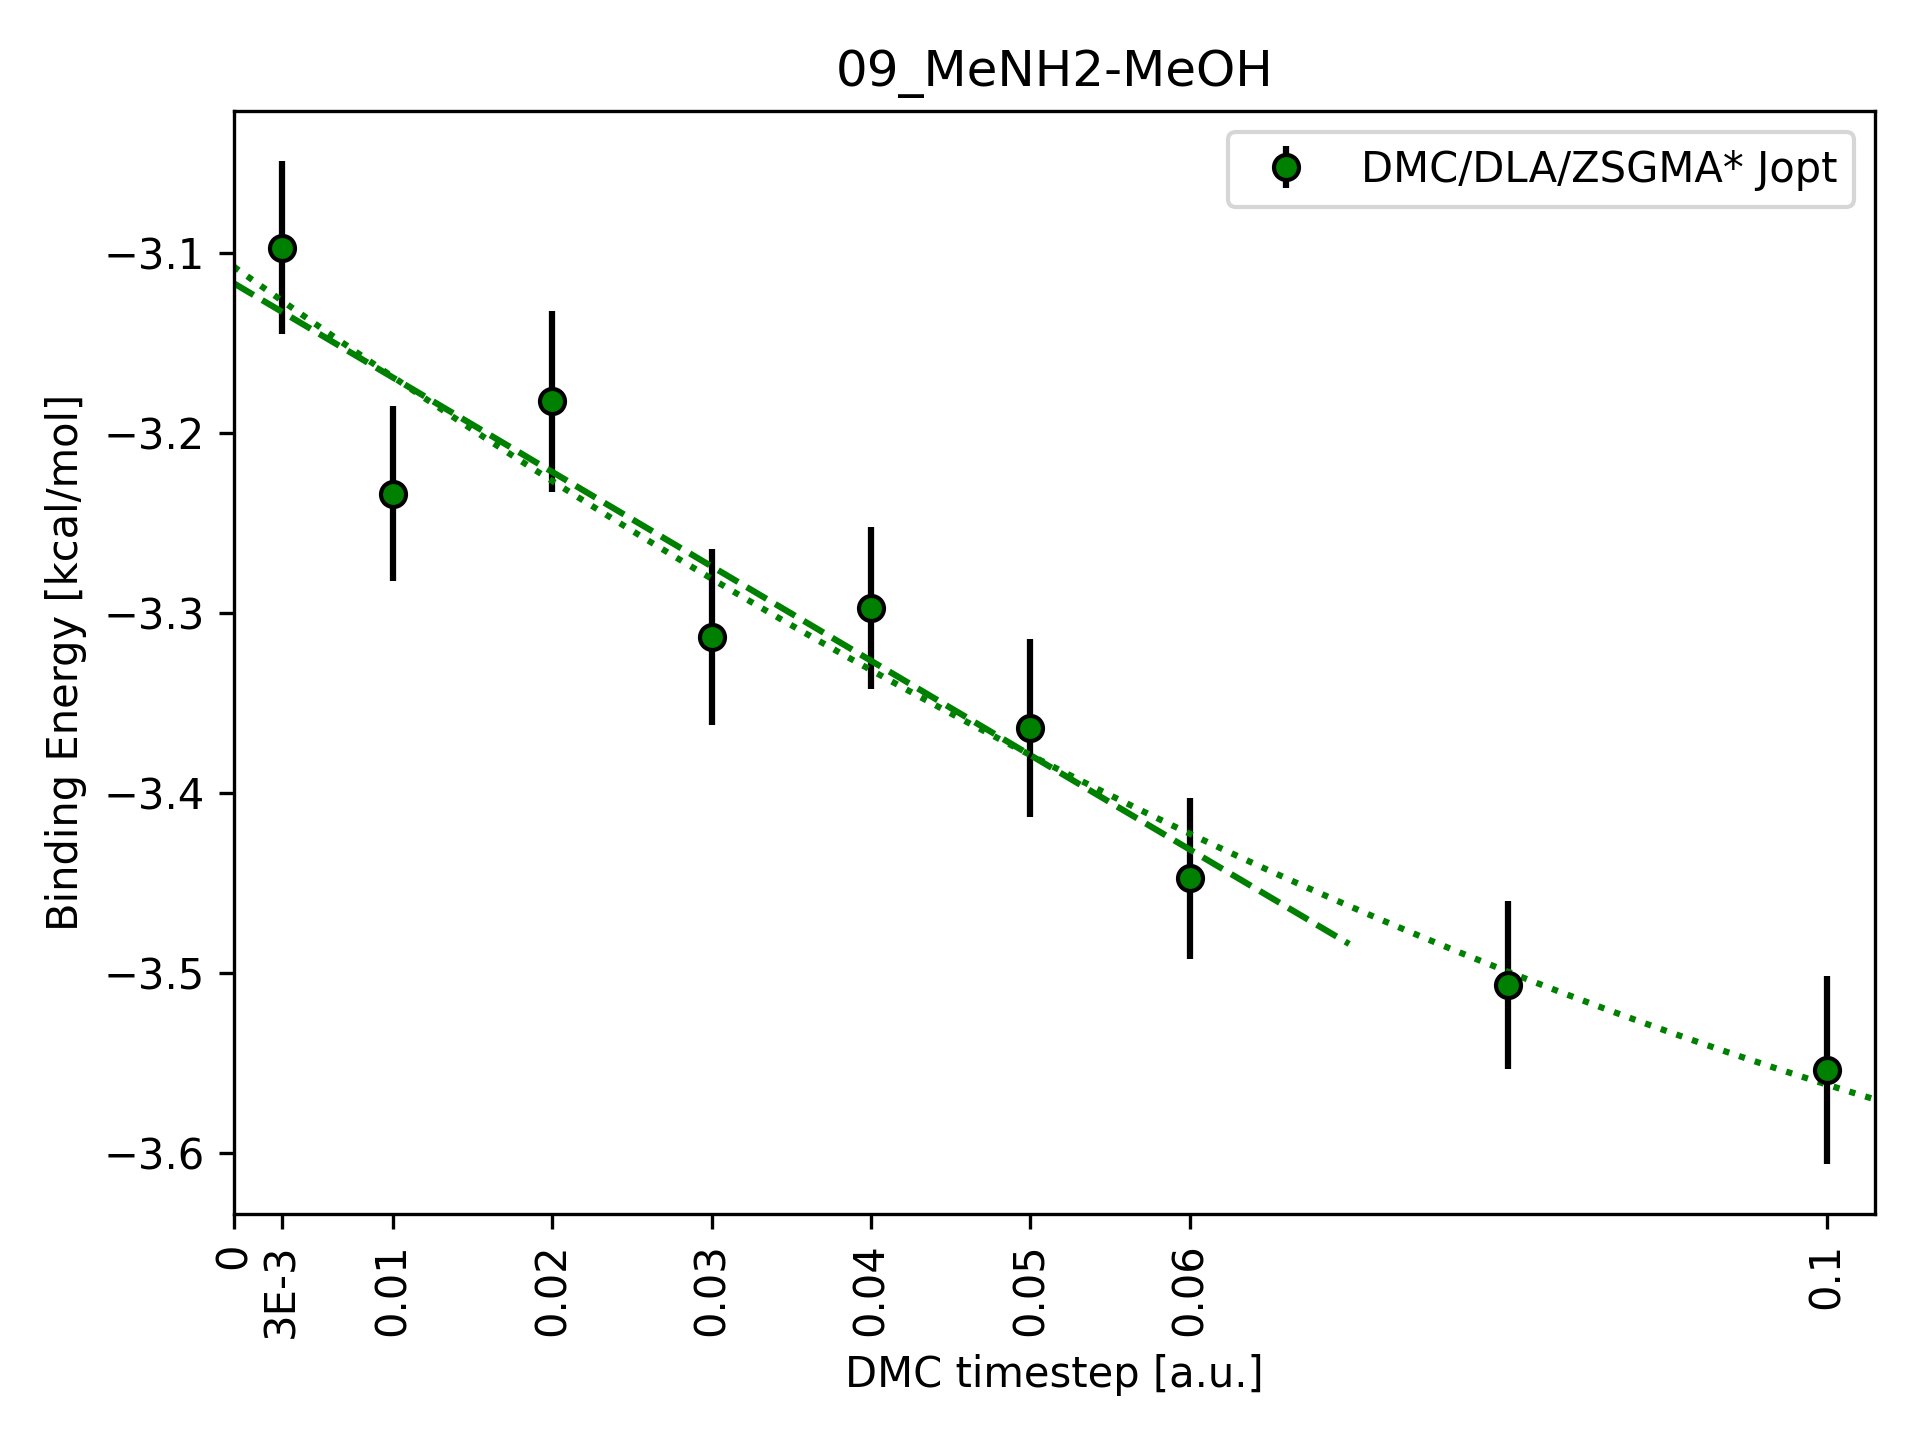 09_MeNH2-MeOH
DMC/DLA/ZSGMA* Jopt
Binding Energy [kcal/mol]
−3.1
−3.2
−3.3
−3.4
−3.5
−3.6
0
3E-3
0.01
0.02
0.03
0.04
0.05
0.06
0.1
DMC timestep [a.u.]